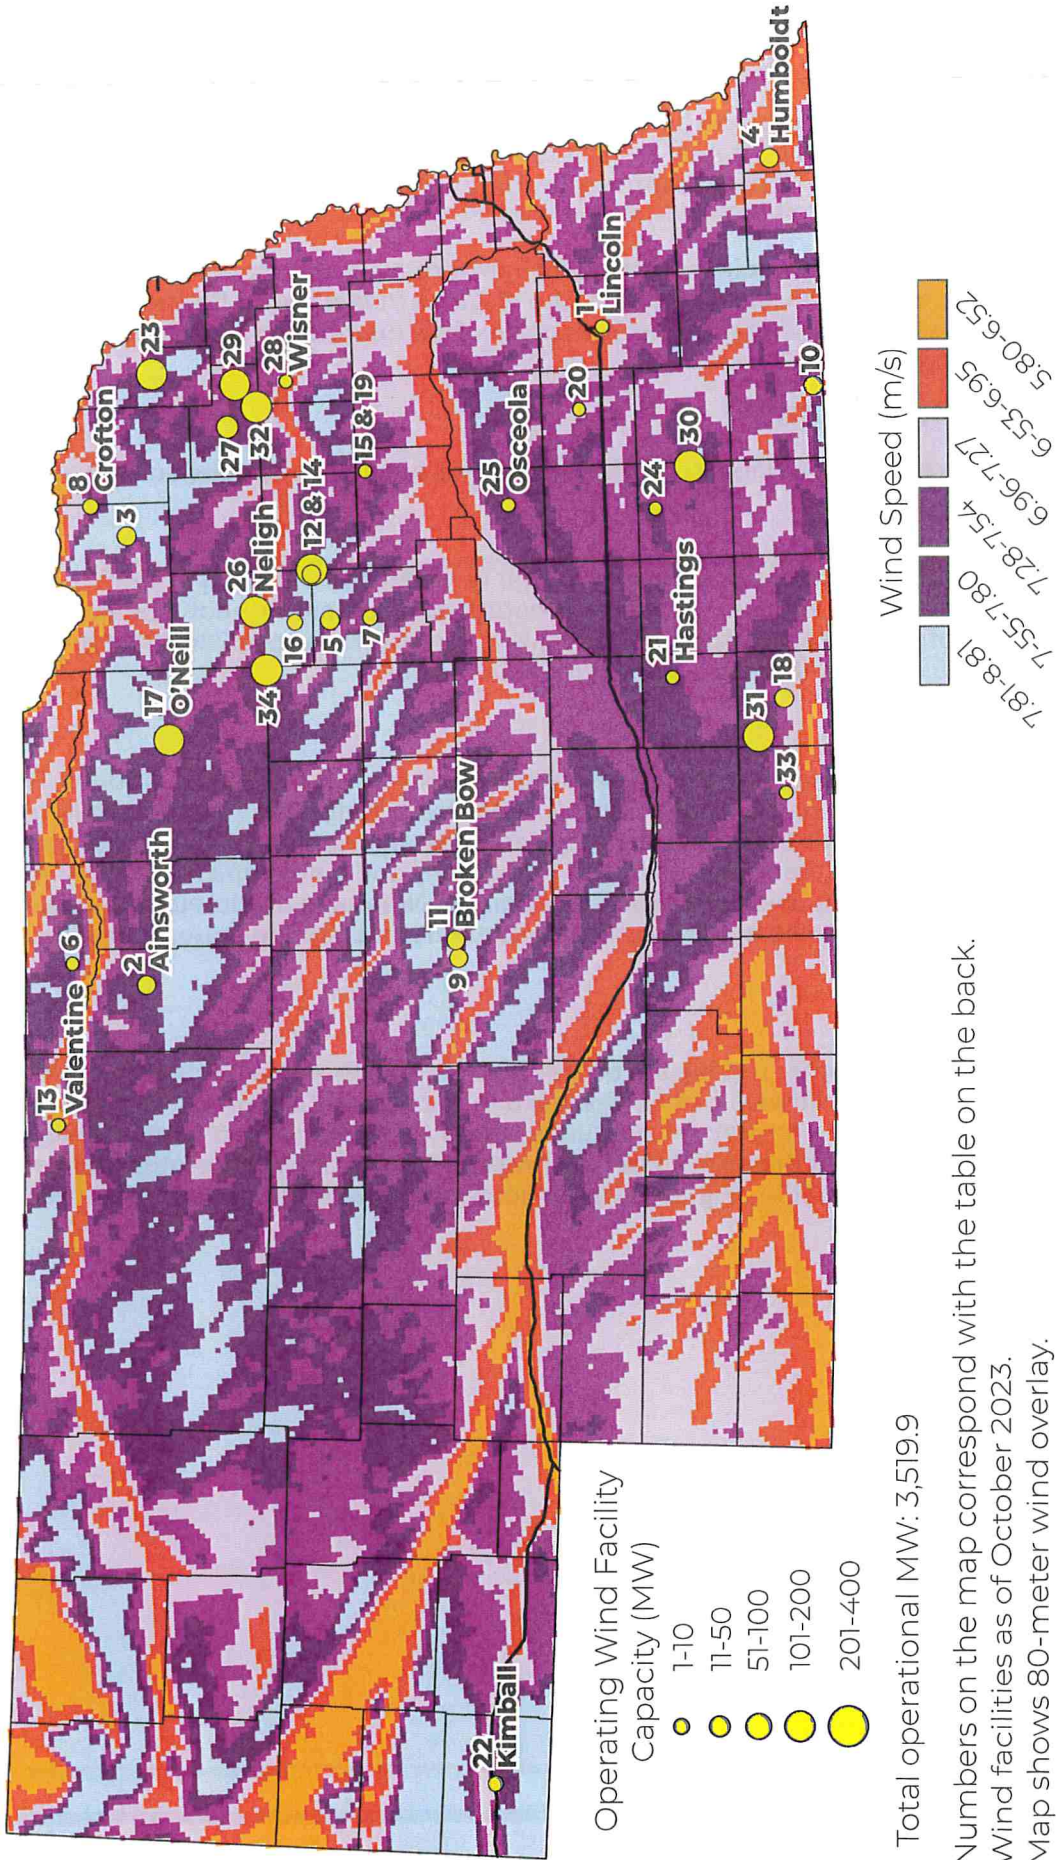 13
Valentine
6
2
Ainsworth
17
O'Neill
8
Crofton
3
23
26
Neligh
27
29
32
28
Wisner
34
16
12 & 14
5
7
15 & 19
11
9
Broken Bow
25
Osceola
20
1
Lincoln
22
Kimball
21
Hastings
24
30
4
Humboldt
31
18
33
10
Operating Wind Facility
Capacity (MW)
1-10
11-50
51-100
101-200
201-400
Wind Speed (m/s)
7.81-8.81
7-55-7.80
7.28-7.54
6.96-7.27
6-53-6.95
5.80-6.52
Total operational MW: 3,519.9
Numbers on the map correspond with the table on the back.
Wind facilities as of October 2023.
Map shows 80-meter wind overlay.